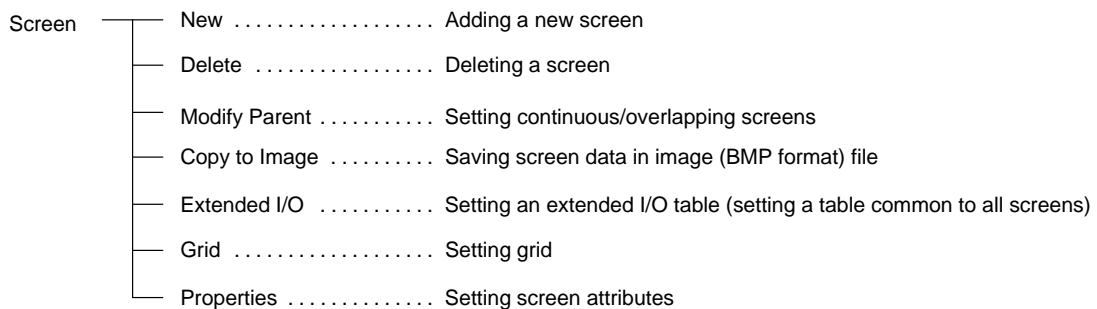 Screen New . . . . . . . . . . . . . . . . . . . Adding a new screen
Delete . . . . . . . . . . . . . . . . . Deleting a screen
Modify Parent . . . . . . . . . . . Setting continuous/overlapping screens
Copy to Image . . . . . . . . . . Saving screen data in image (BMP format) file
Extended I/O . . . . . . . . . . . Setting an extended I/O table (setting a table common to all screens)
Grid . . . . . . . . . . . . . . . . . . . Setting grid
Properties . . . . . . . . . . . . . . Setting screen attributes